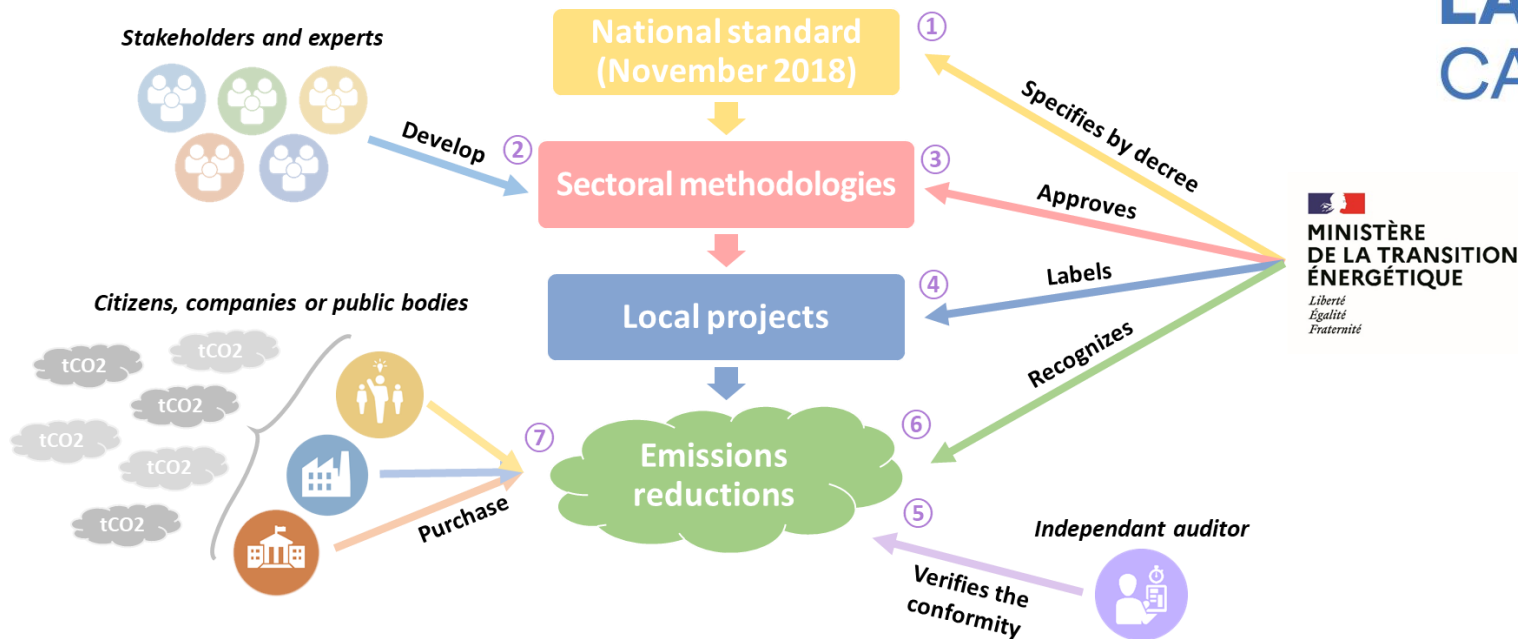 LA
CA
Stakeholders and experts
①
National standard
(November 2018)
Specifies by decree
Develop
②
③
Sectoral methodologies
Approves
MINISTÈRE
DE LA TRANSITION
ÉNERGÉTIQUE
Liberté
Égalité
Fraternité
Labels
④
Local projects
Citizens, companies or public bodies
Recognizes
tCO2
tCO2
tCO2
tCO2
tCO2
tCO2
⑦
⑥
Emissions
reductions
Purchase
⑤
Independant auditor
Verifies the
conformity